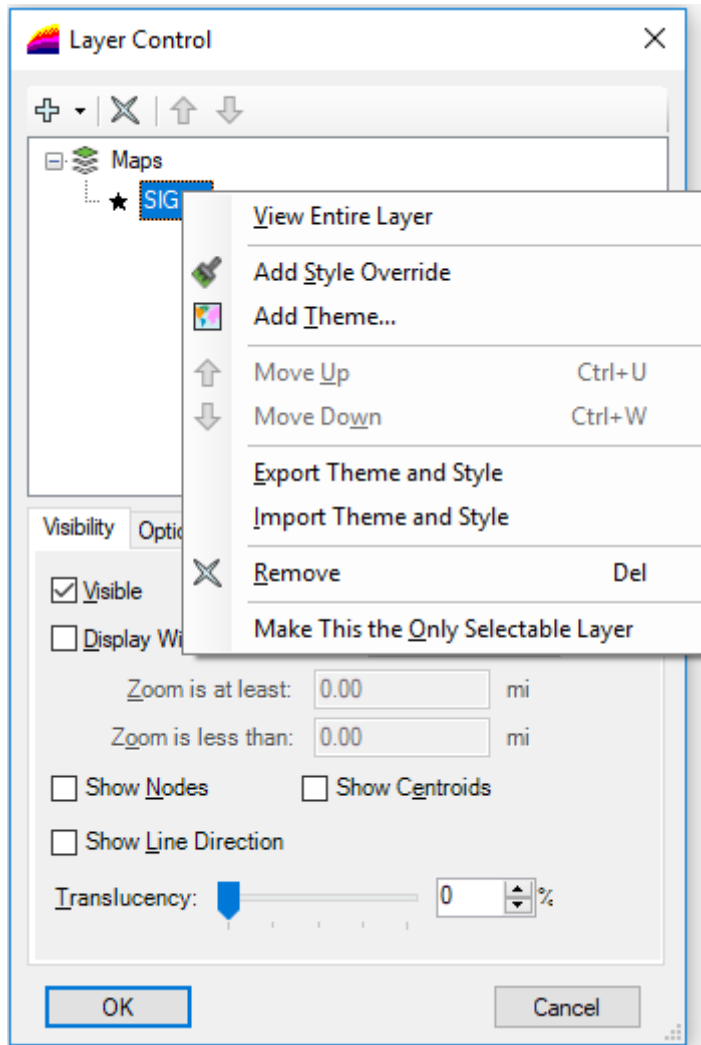 Layer Control
Maps
SIG
View Entire Layer
Add Style Override
Add Theme...
Move Up Ctrl+U
Move Down Ctrl+W
Export Theme and Style
Import Theme and Style
Remove Del
Make This the Only Selectable Layer
Visibility
Visible
Zoom is at least: 0.00 mi
Zoom is less than: 0.00 mi
Show Nodes Show Centroids
Show Line Direction
Translucency: 0 %
OK Cancel